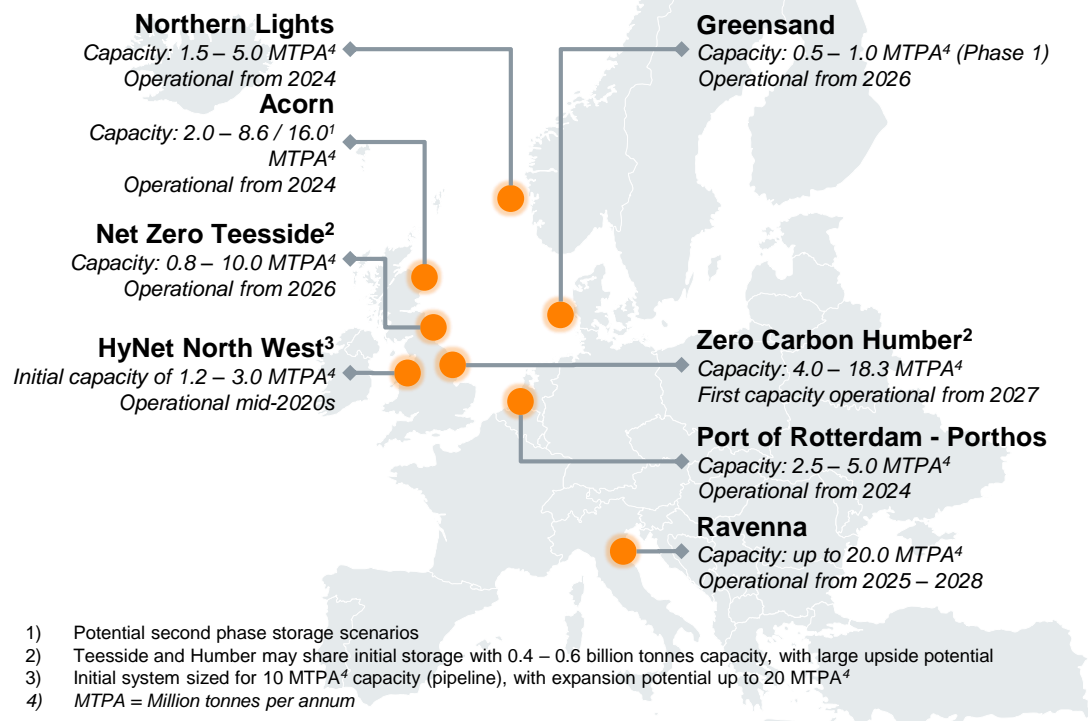 Northern Lights
Capacity: 1.5 – 5.0 MTPA⁴
Operational from 2024
Acorn
Capacity: 2.0 – 8.6 / 16.0¹
MTPA⁴
Operational from 2024
Net Zero Teesside²
Capacity: 0.8 – 10.0 MTPA⁴
Operational from 2026
HyNet North West³
Initial capacity of 1.2 – 3.0 MTPA⁴
Operational mid-2020s
Greensand
Capacity: 0.5 – 1.0 MTPA⁴ (Phase 1)
Operational from 2026
Zero Carbon Humber²
Capacity: 4.0 – 18.3 MTPA⁴
First capacity operational from 2027
Port of Rotterdam - Porthos
Capacity: 2.5 – 5.0 MTPA⁴
Operational from 2024
Ravenna
Capacity: up to 20.0 MTPA⁴
Operational from 2025 – 2028
1) Potential second phase storage scenarios
2) Teesside and Humber may share initial storage with 0.4 – 0.6 billion tonnes capacity, with large upside potential
3) Initial system sized for 10 MTPA⁴ capacity (pipeline), with expansion potential up to 20 MTPA⁴
4) MTPA = Million tonnes per annum